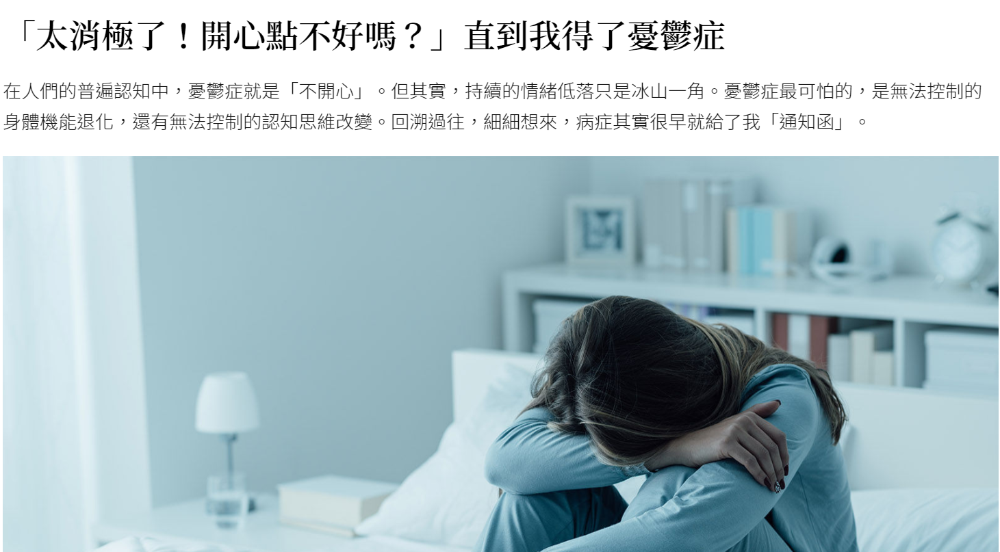 「太消極了！開心點不好嗎？」直到我得了憂鬱症
在人們的普遍認知中，憂鬱症就是「不開心」。但其實，持續的情緒低落只是冰山一角。憂鬱症最可怕的，是無法控制的
身體機能退化，還有無法控制的認知思維改變。回溯過往，細細想來，病症其實很早就給了我「通知函」。